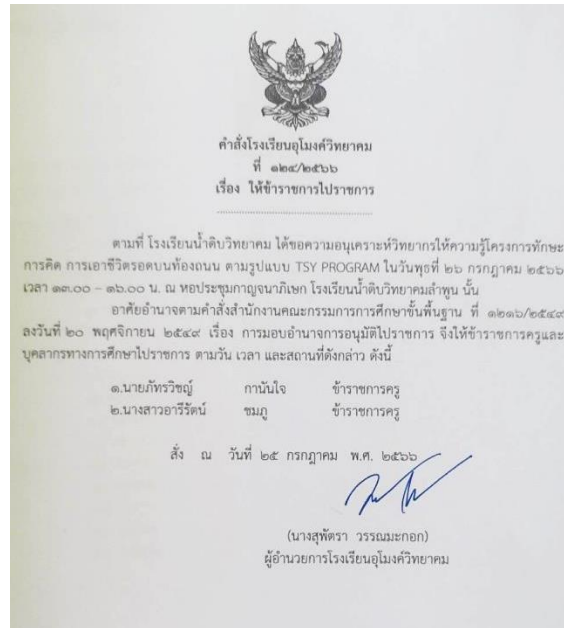 คำสั่งโรงเรียนอุโมงค์วิทยาคม
ที่ ๑๒๔/๒๕๖๖
เรื่อง ให้ข้าราชการไปราชการ
ตามที่ โรงเรียนน้ำดิบวิทยาคม ได้ขอความอนุเคราะห์วิทยากรให้ความรู้โครงการทักษะ
การคิด การเอาชีวิตรอดบนท้องถนน ตามรูปแบบ TSY PROGRAM ในวันพุธที่ ๒๖ กรกฎาคม ๒๕๖๖
เวลา ๑๓.๐๐ – ๑๖.๐๐ น. ณ หอประชุมกาญจนาภิเษก โรงเรียนน้ำดิบวิทยาคมลำพูน นั้น
อาศัยอำนาจตามคำสั่งสำนักงานคณะกรรมการการศึกษาขั้นพื้นฐาน ที่ ๑๒๑๖/๒๕๔๙
ลงวันที่ ๒๐ พฤศจิกายน ๒๕๔๙ เรื่อง การมอบอำนาจการอนุมัติไปราชการ จึงให้ข้าราชการครูและ
บุคลากรทางการศึกษาไปราชการ ตามวัน เวลา และสถานที่ดังกล่าว ดังนี้
๑.นายภัทรวิชญ์ กานันใจ ข้าราชการครู
๒.นางสาวอารีรัตน์ ชมภู ข้าราชการครู
สั่ง ณ วันที่ ๒๕ กรกฎาคม พ.ศ. ๒๕๖๖
(นางสุพัตรา วรรณมะกอก)
ผู้อำนวยการโรงเรียนอุโมงค์วิทยาคม